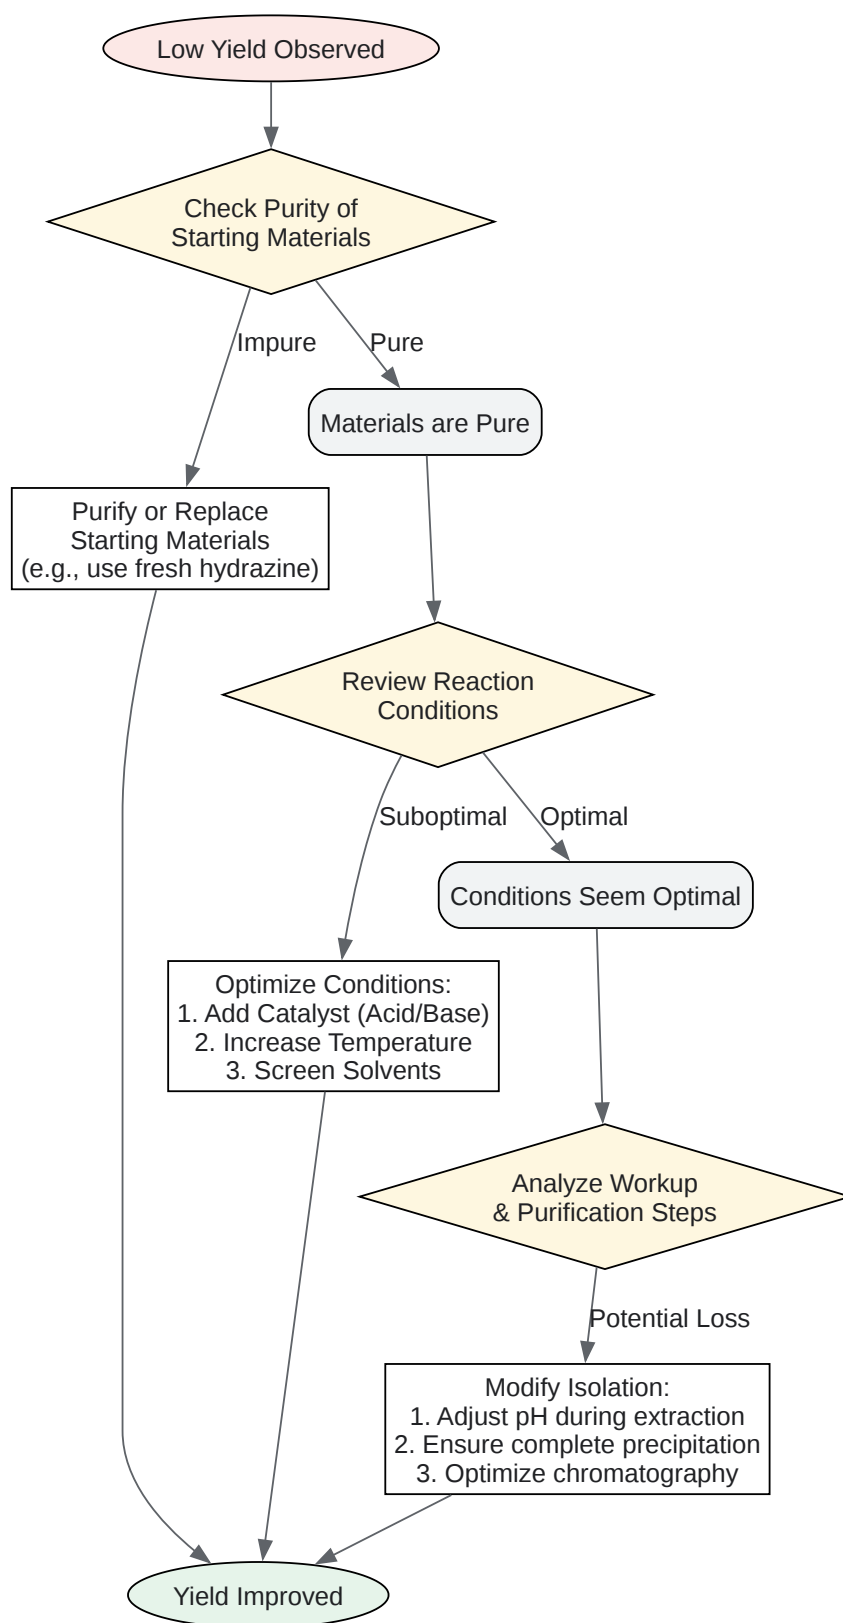 Low Yield Observed
Check Purity of
Starting Materials
Impure
Pure
Materials are Pure
Purify or Replace
Starting Materials
(e.g., use fresh hydrazine)
Review Reaction
Conditions
Suboptimal
Optimal
Conditions Seem Optimal
Optimize Conditions:
1. Add Catalyst (Acid/Base)
2. Increase Temperature
3. Screen Solvents
Analyze Workup
& Purification Steps
Potential Loss
Modify Isolation:
1. Adjust pH during extraction
2. Ensure complete precipitation
3. Optimize chromatography
Yield Improved